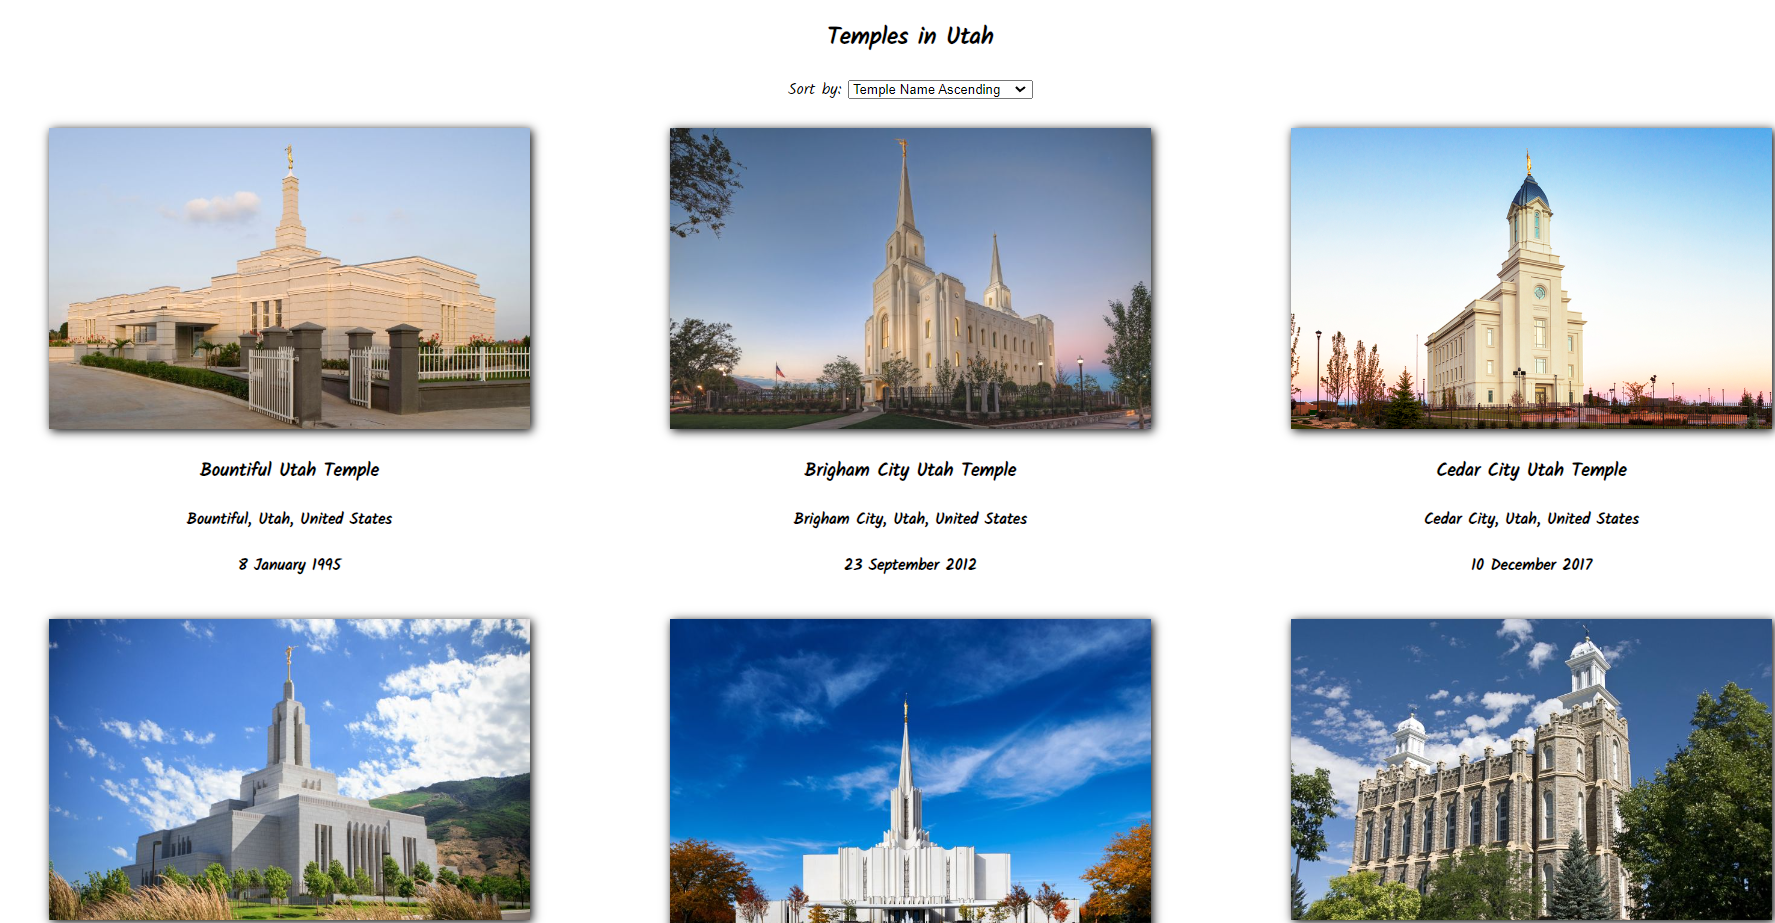 Temples in Utah
Sort by: Temple Name Ascending
Bountiful Utah Temple
Bountiful, Utah, United States
8 January 1995
Brigham City Utah Temple
Brigham City, Utah, United States
23 September 2012
Cedar City Utah Temple
Cedar City, Utah, United States
10 December 2017